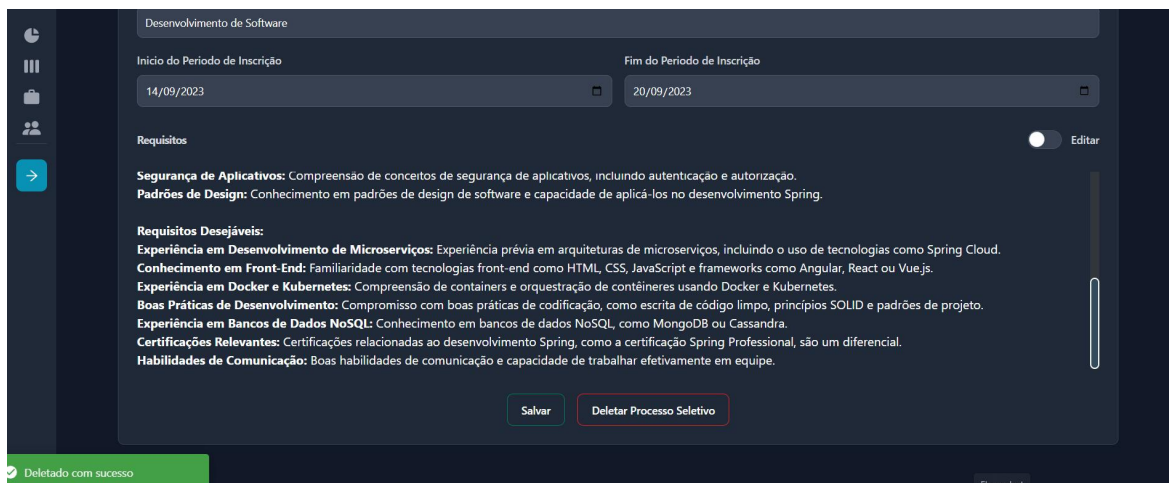 Desenvolvimento de Software
Inicio do Periodo de Inscrição
Fim do Periodo de Inscrição
14/09/2023
20/09/2023
Requisitos
Editar
Segurança de Aplicativos: Compreensão de conceitos de segurança de aplicativos, incluindo autenticação e autorização.
Padrões de Design: Conhecimento em padrões de design de software e capacidade de aplicá-los no desenvolvimento Spring.
Requisitos Desejáveis:
Experiência em Desenvolvimento de Microserviços: Experiência prévia em arquiteturas de microserviços, incluindo o uso de tecnologias como Spring Cloud.
Conhecimento em Front-End: Familiaridade com tecnologias front-end como HTML, CSS, JavaScript e frameworks como Angular, React ou Vue.js.
Experiência em Docker e Kubernetes: Compreensão de containers e orquestração de contêineres usando Docker e Kubernetes.
Boas Práticas de Desenvolvimento: Compromisso com boas práticas de codificação, como escrita de código limpo, princípios SOLID e padrões de projeto.
Experiência em Bancos de Dados NoSQL: Conhecimento em bancos de dados NoSQL, como MongoDB ou Cassandra.
Certificações Relevantes: Certificações relacionadas ao desenvolvimento Spring, como a certificação Spring Professional, são um diferencial.
Habilidades de Comunicação: Boas habilidades de comunicação e capacidade de trabalhar efetivamente em equipe.
Salvar
Deletar Processo Seletivo
Deletado com sucesso